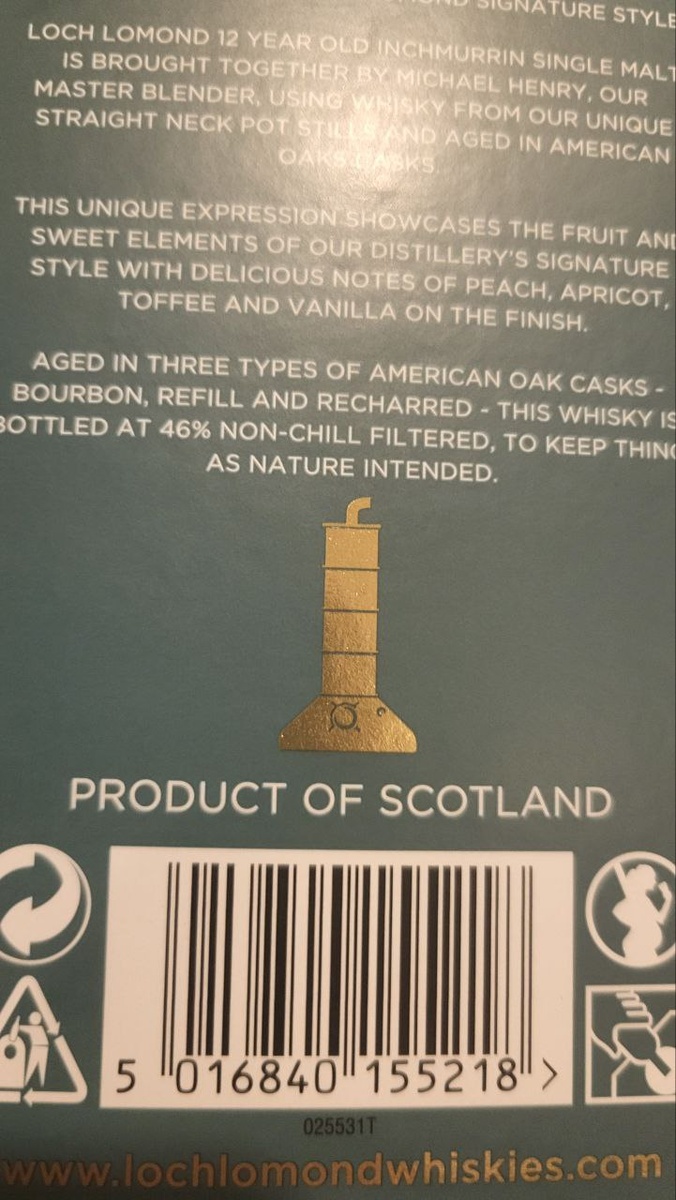 SIGNATURE STYLE
LOCH LOMOND 12 YEAR OLD INCHMURRIN SINGLE MALT
IS BROUGHT TOGETHER BY MICHAEL HENRY, OUR
MASTER BLENDER, USING WHISKY FROM OUR UNIQUE
STRAIGHT NECK POT STILLS AND AGED IN AMERICAN
OAKS CASKS.
THIS UNIQUE EXPRESSION SHOWCASES THE FRUIT AND
SWEET ELEMENTS OF OUR DISTILLERY'S SIGNATURE
STYLE WITH DELICIOUS NOTES OF PEACH, APRICOT,
TOFFEE AND VANILLA ON THE FINISH.
AGED IN THREE TYPES OF AMERICAN OAK CASKS -
BOURBON, REFILL AND RECHARRED - THIS WHISKY IS
BOTTLED AT 46% NON-CHILL FILTERED, TO KEEP THING
AS NATURE INTENDED.
PRODUCT OF SCOTLAND
5 016840 155218 >
025531T
www.lochlomondwhiskies.com